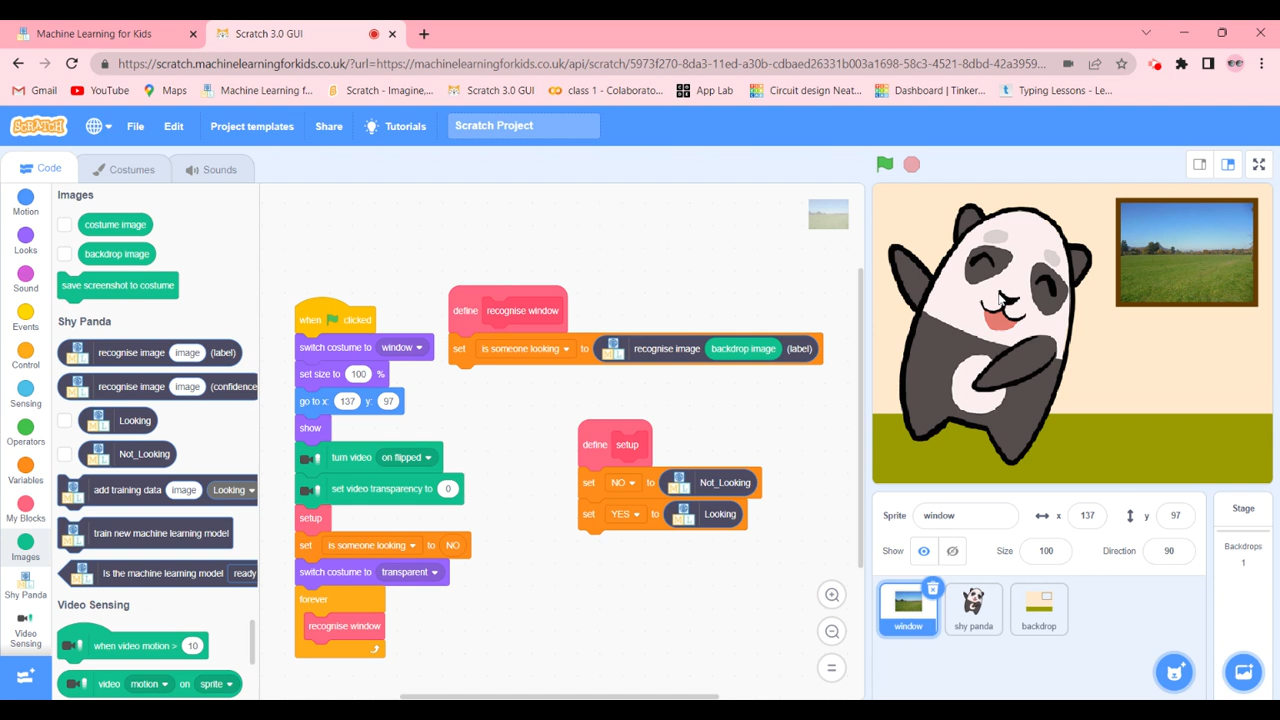 Machine Learning for Kids
Scratch 3.0 GUI
https://scratch.machinelearningforkids.co.uk/?url=https://machinelearningforkids.co.uk/api/scratch/5973f270-8da3-11ed-a30b-cdbaed26331b003a1698-58c3-4521-8dbd-42a3959...
Gmail
YouTube
Maps
Machine Learning f...
Scratch - Imagine,...
Scratch 3.0 GUI
class 1 - Colaborato...
App Lab
Circuit design Neat...
Dashboard | Tinker...
Typing Lessons - Le...
SCRATCH
File
Edit
Project templates
Share
Tutorials
Scratch Project
Code
Costumes
Sounds
Motion
Looks
Sound
Events
Control
Sensing
Operators
Variables
My Blocks
Images
Shy Panda
Video
Sensing
Images
costume image
backdrop image
save screenshot to costume
Shy Panda
recognise image image (label)
recognise image image (confidence
Looking
Not_Looking
add training data image Looking
train new machine learning model
Is the machine learning model ready
Video Sensing
when video motion > 10
video motion on sprite
when clicked
switch costume to window
set size to 100 %
go to x: 137 y: 97
show
turn video on flipped
set video transparency to 0
setup
set is someone looking to NO
switch costume to transparent
forever
recognise window
define recognise window
set is someone looking to recognise image backdrop image (label)
define setup
set NO to Not_Looking
set YES to Looking
Sprite window x 137 y 97
Show Size 100 Direction 90
window
shy panda
backdrop
Stage
Backdrops
1